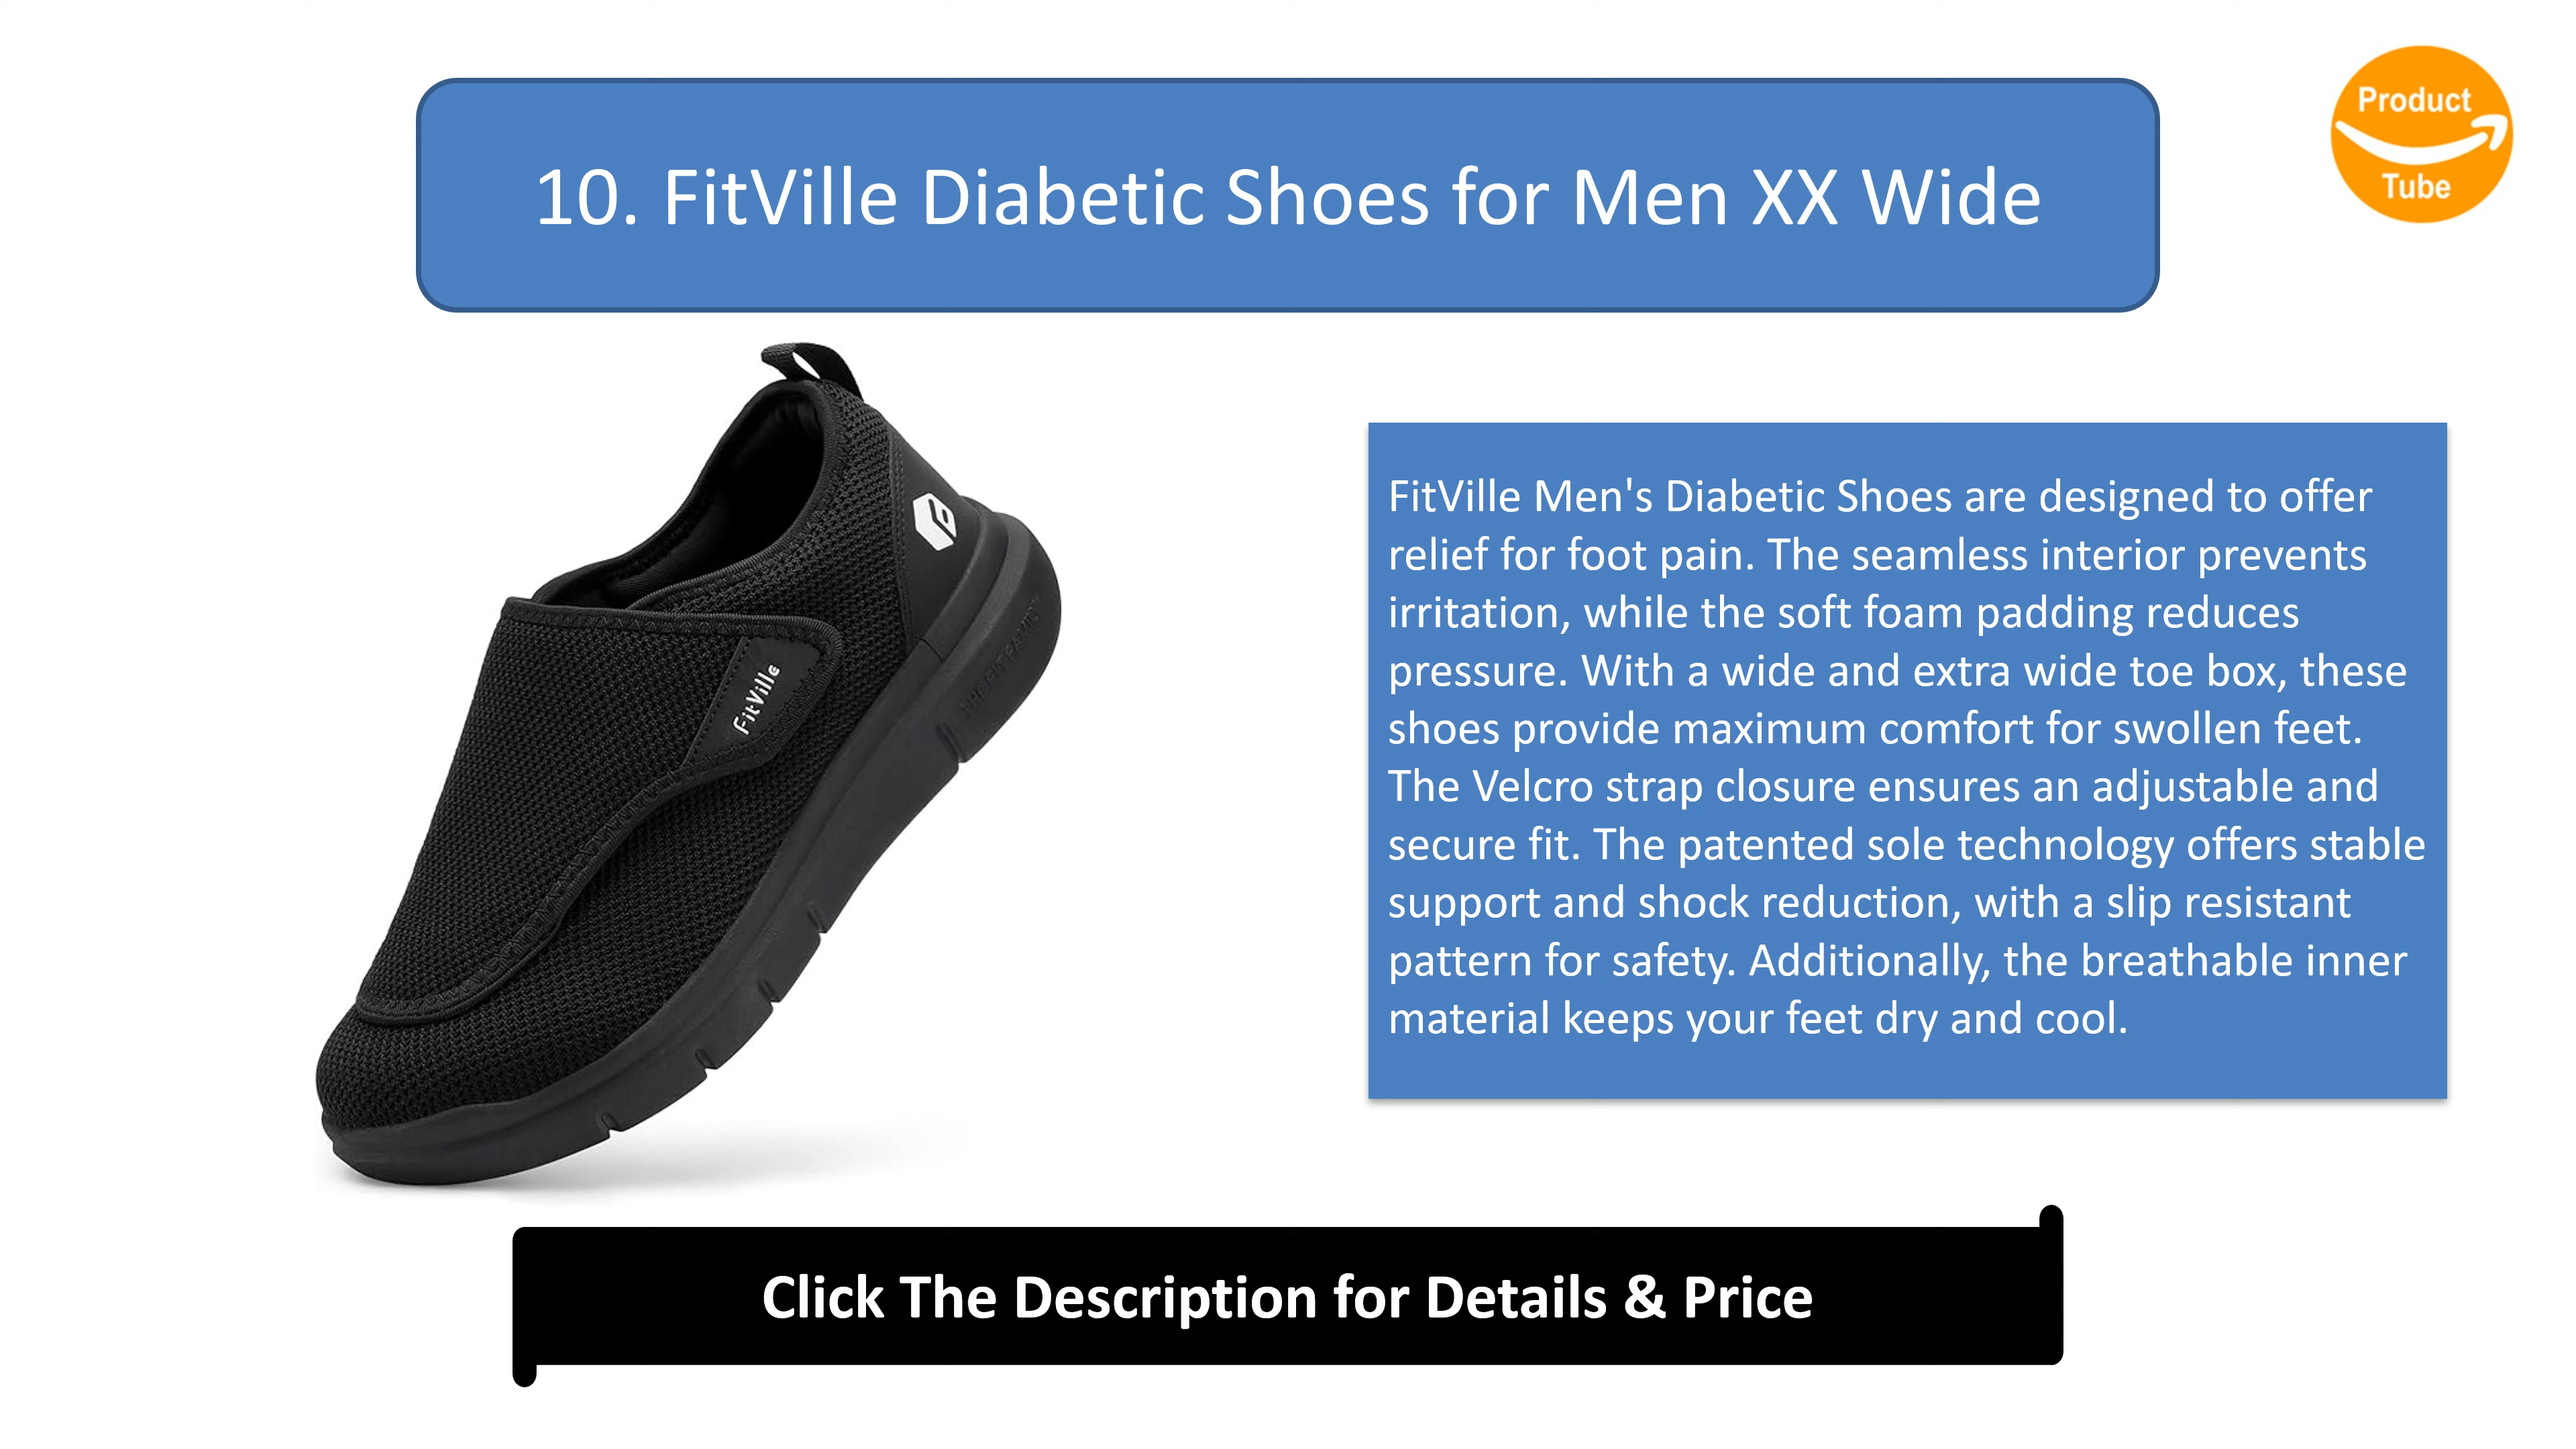 Product
Tube
10. FitVille Diabetic Shoes for Men XX Wide
FitVille
FitVille Men's Diabetic Shoes are designed to offer
relief for foot pain. The seamless interior prevents
irritation, while the soft foam padding reduces
pressure. With a wide and extra wide toe box, these
shoes provide maximum comfort for swollen feet.
The Velcro strap closure ensures an adjustable and
secure fit. The patented sole technology offers stable
support and shock reduction, with a slip resistant
pattern for safety. Additionally, the breathable inner
material keeps your feet dry and cool.
Click The Description for Details & Price